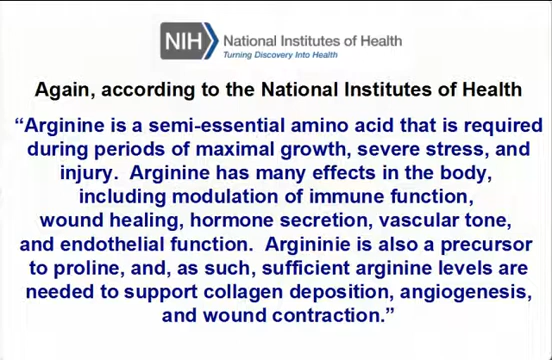 NIH National Institutes of Health
Turning Discovery Into Health
Again, according to the National Institutes of Health
“Arginine is a semi-essential amino acid that is required
during periods of maximal growth, severe stress, and
injury.  Arginine has many effects in the body,
including modulation of immune function,
wound healing, hormone secretion, vascular tone,
and endothelial function.  Argininie is also a precursor
to proline, and, as such, sufficient arginine levels are
needed to support collagen deposition, angiogenesis,
and wound contraction.”